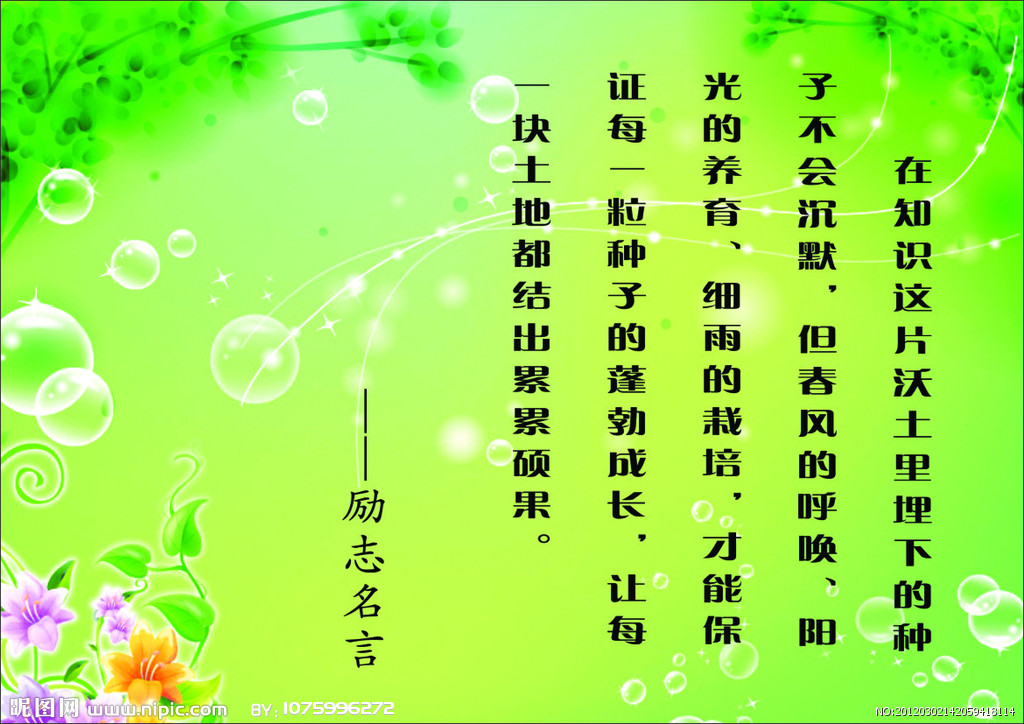 在知识这片沃土里埋下的种
子不会沉默，但春风的呼唤、阳
光的养育、细雨的栽培，才能保
证每一粒种子的蓬勃成长，让每
一块土地都结出累累硕果。
——励志名言
昵图网 www.nipic.com BY: 1075996272
NO:20120302142059413114